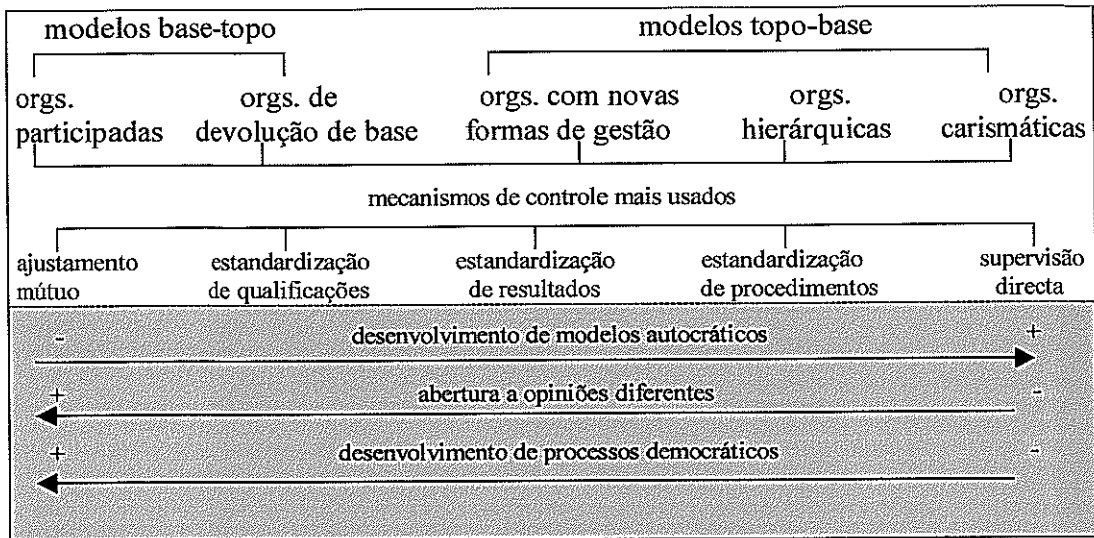 modelos base-topo modelos topo-base
orgs. orgs. de orgs. com novas orgs. orgs.
participadas devolução de base formas de gestão hierárquicas carismáticas
mecanismos de controle mais usados
ajustamento estandardização estandardização estandardização supervisão
mútuo de qualificações de resultados de procedimentos directa
- desenvolvimento de modelos autocráticos +
+ abertura a opiniões diferentes -
+ desenvolvimento de processos democráticos -